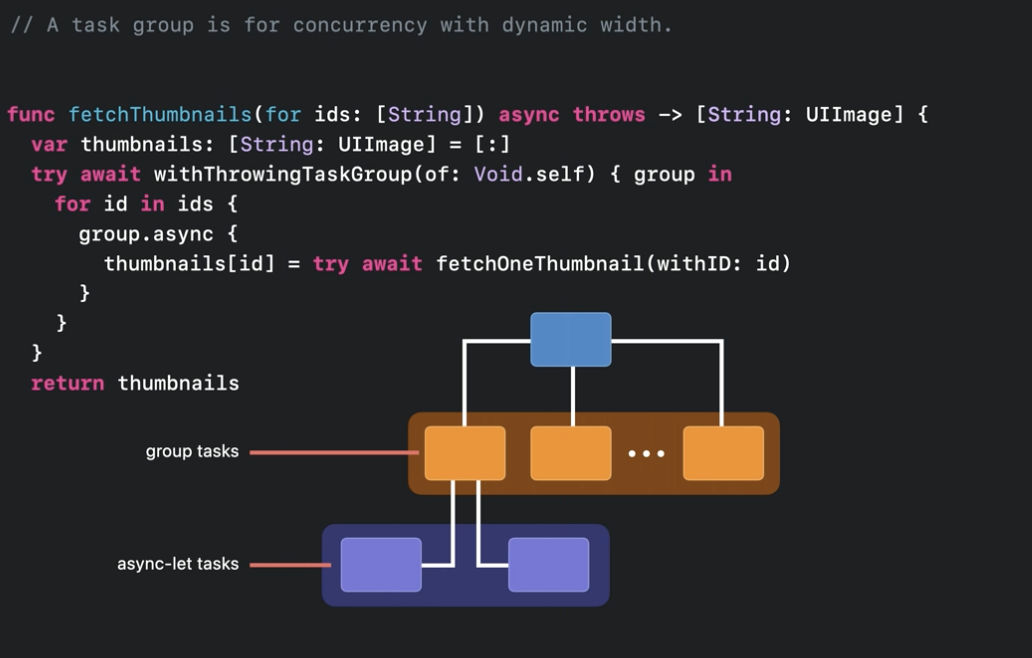 // A task group is for concurrency with dynamic width.
func fetchThumbnails(for ids: [String]) async throws -> [String: UIImage] {
var thumbnails: [String: UIImage] = [:]
try await withThrowingTaskGroup(of: Void.self) { group in
for id in ids {
group.async {
thumbnails[id] = try await fetchOneThumbnail(withID: id)
}
}
}
return thumbnails
group tasks
async-let tasks